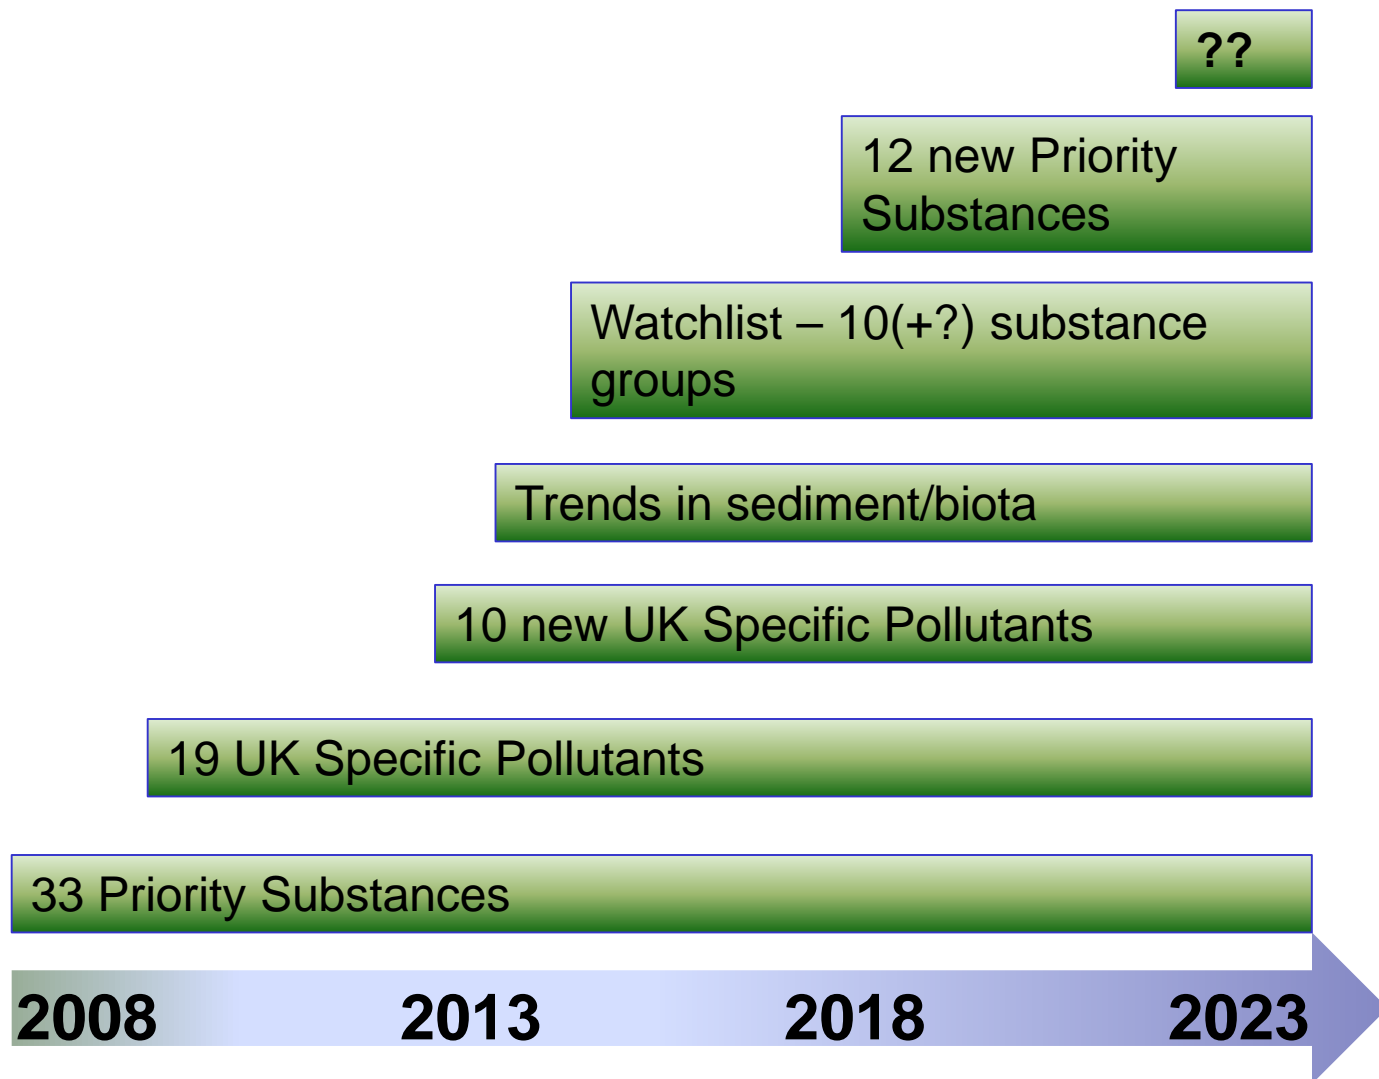 ??
12 new Priority
Substances
Watchlist – 10(+?) substance
groups
Trends in sediment/biota
10 new UK Specific Pollutants
19 UK Specific Pollutants
33 Priority Substances
2008 2013 2018 2023